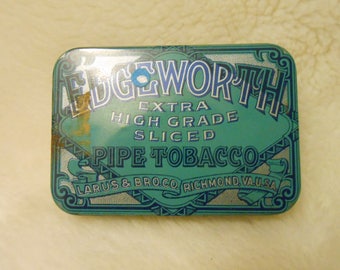 EDGEWORTH
EXTRA
HIGH GRADE
SLICED
PIPE TOBACCO
LARUS & BRO.CO. RICHMOND, VA.U.S.A.